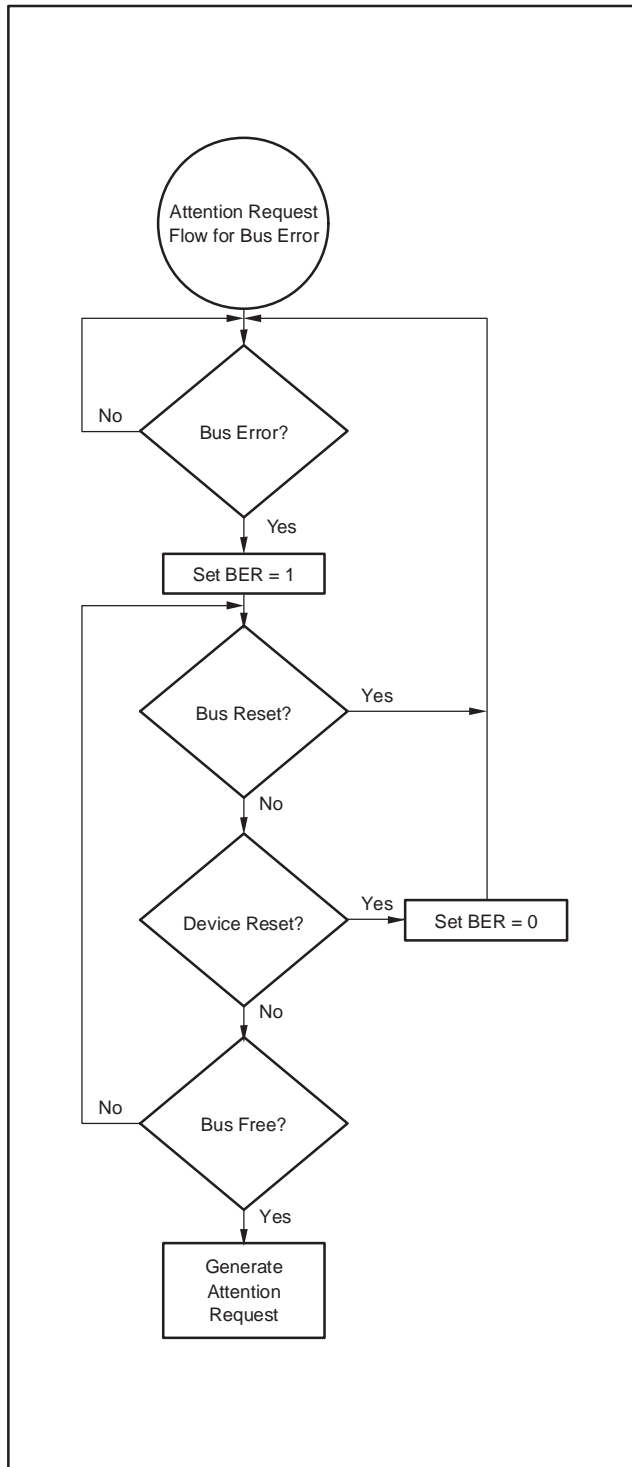 Attention Request
Flow for Bus Error
No
Bus Error?
Yes
Set BER = 1
Bus Reset?
Yes
No
Device Reset?
Yes
Set BER = 0
No
No
Bus Free?
Yes
Generate
Attention
Request